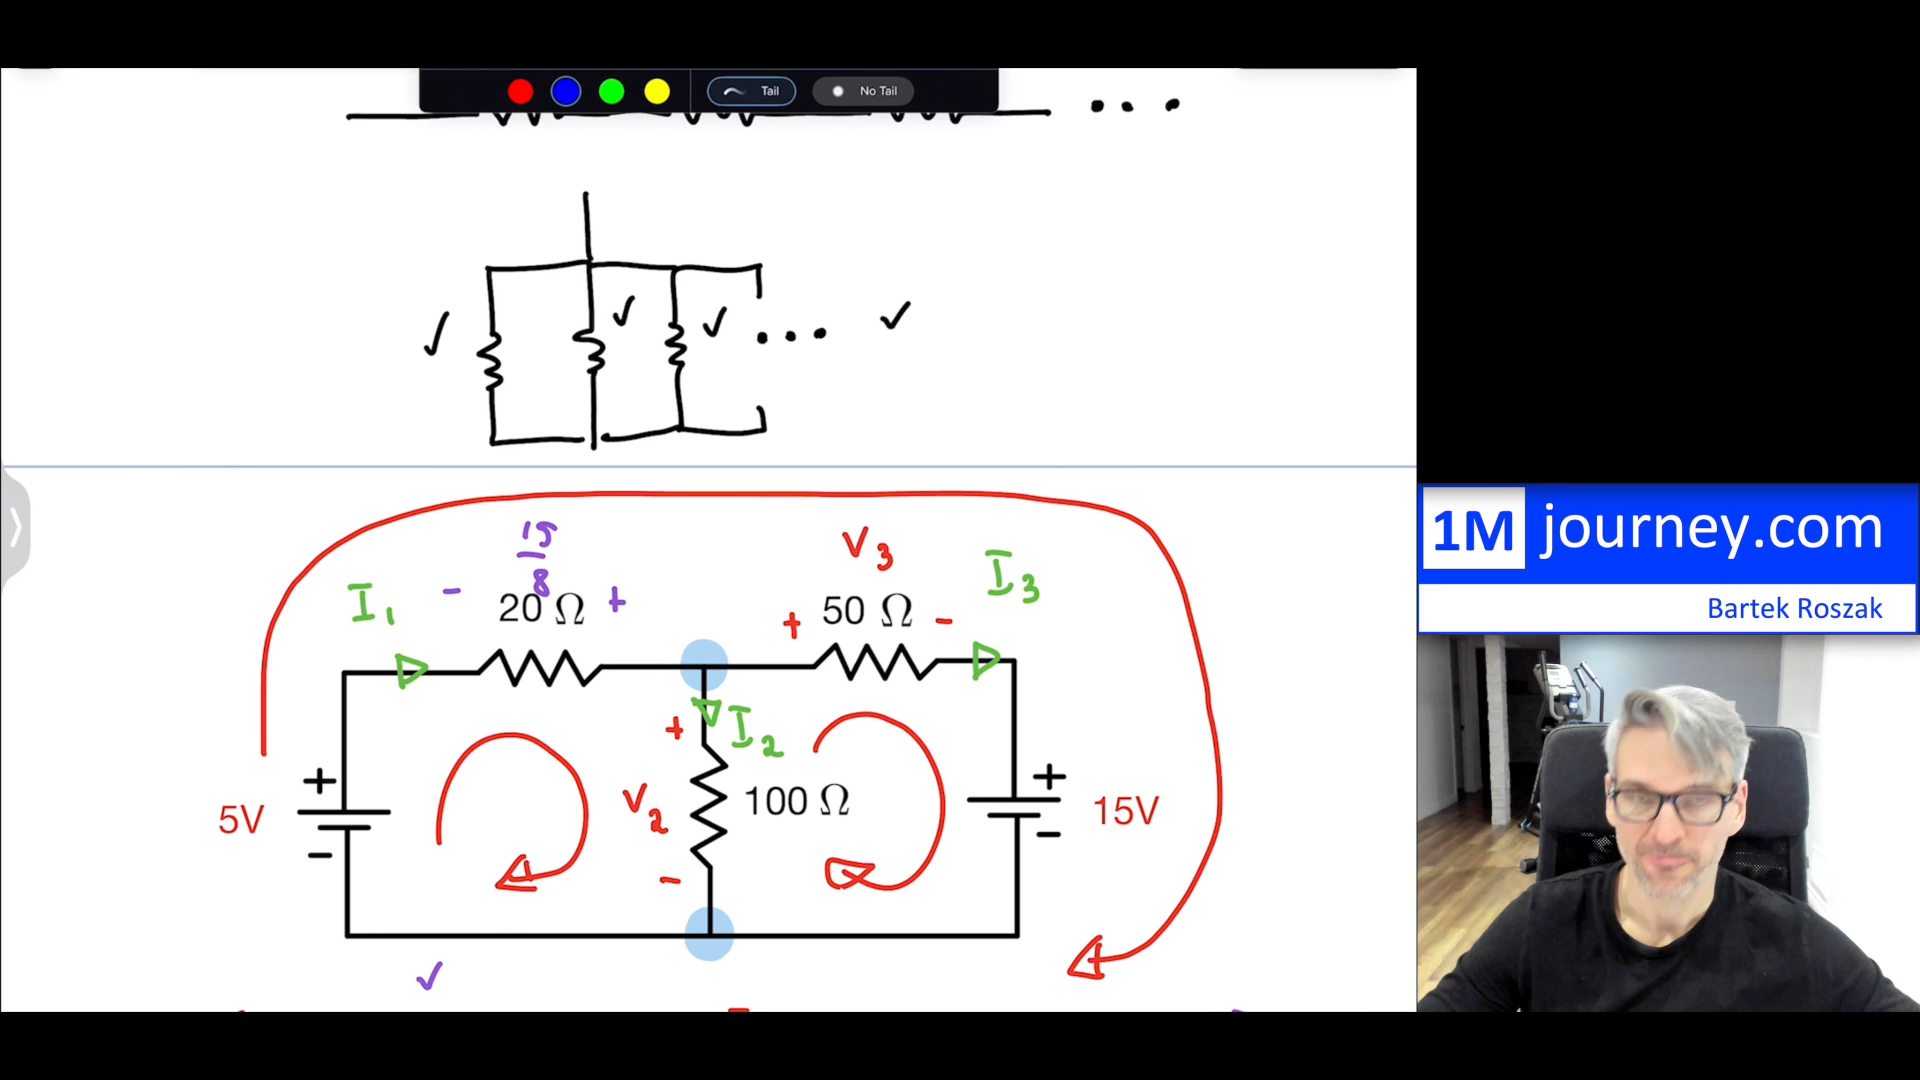 Tail
No Tail
15
8
V3
I1
-
20 Ω
+
+
50 Ω
-
I3
+
I2
5V
+
-
V2
100 Ω
-
+
15V
-
1M journey.com
Bartek Roszak